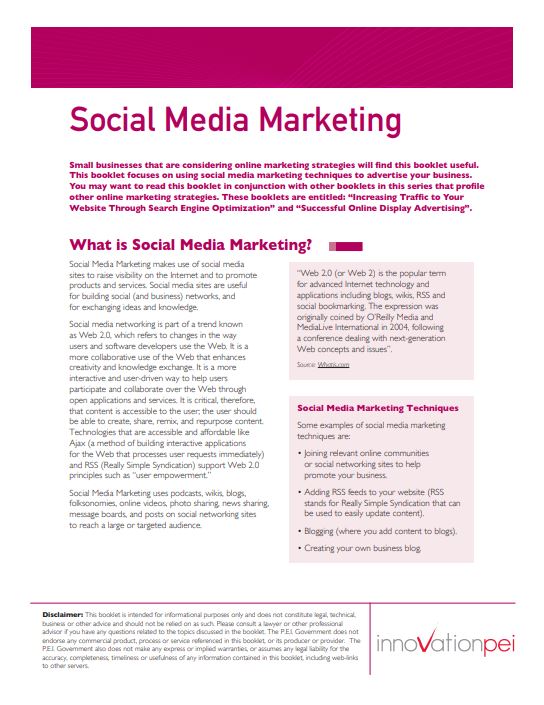 Social Media Marketing
Small businesses that are considering online marketing strategies will find this booklet useful.
This booklet focuses on using social media marketing techniques to advertise your business.
You may want to read this booklet in conjunction with other booklets in this series that profile
other online marketing strategies. These booklets are entitled: “Increasing Traffic to Your
Website Through Search Engine Optimization” and “Successful Online Display Advertising”.
What is Social Media Marketing?
Social Media Marketing makes use of social media
sites to raise visibility on the Internet and to promote
products and services. Social media sites are useful
for building social (and business) networks, and
for exchanging ideas and knowledge.
Social media networking is part of a trend known
as Web 2.0, which refers to changes in the way
users and software developers use the Web. It is a
more collaborative use of the Web that enhances
creativity and knowledge exchange. It is a more
interactive and user-driven way to help users
participate and collaborate over the Web through
open applications and services. It is critical, therefore,
that content is accessible to the user; the user should
be able to create, share, remix, and repurpose content.
Technologies that are accessible and affordable like
Ajax (a method of building interactive applications
for the Web that processes user requests immediately)
and RSS (Really Simple Syndication) support Web 2.0
principles such as “user empowerment.”
Social Media Marketing uses podcasts, wikis, blogs,
folksonomies, online videos, photo sharing, news sharing,
message boards, and posts on social networking sites
to reach a large or targeted audience.
“Web 2.0 (or Web 2) is the popular term
for advanced Internet technology and
applications including blogs, wikis, RSS and
social bookmarking. The expression was
originally coined by O’Reilly Media and
MediaLive International in 2004, following
a conference dealing with next-generation
Web concepts and issues”.
Source: Whatis.com
Social Media Marketing Techniques
Some examples of social media marketing
techniques are:
• Joining relevant online communities
or social networking sites to help
promote your business.
• Adding RSS feeds to your website (RSS
stands for Really Simple Syndication that can
be used to easily update content).
• Blogging (where you add content to blogs).
• Creating your own business blog.
Disclaimer: This booklet is intended for informational purposes only and does not constitute legal, technical,
business or other advice and should not be relied on as such. Please consult a lawyer or other professional
advisor if you have any questions related to the topics discussed in the booklet. The P.E.I. Government does not
endorse any commercial product, process or service referenced in this booklet, or its producer or provider. The
P.E.I. Government also does not make any express or implied warranties, or assumes any legal liability for the
accuracy, completeness, timeliness or usefulness of any information contained in this booklet, including web-links
to other servers.
innovationpei